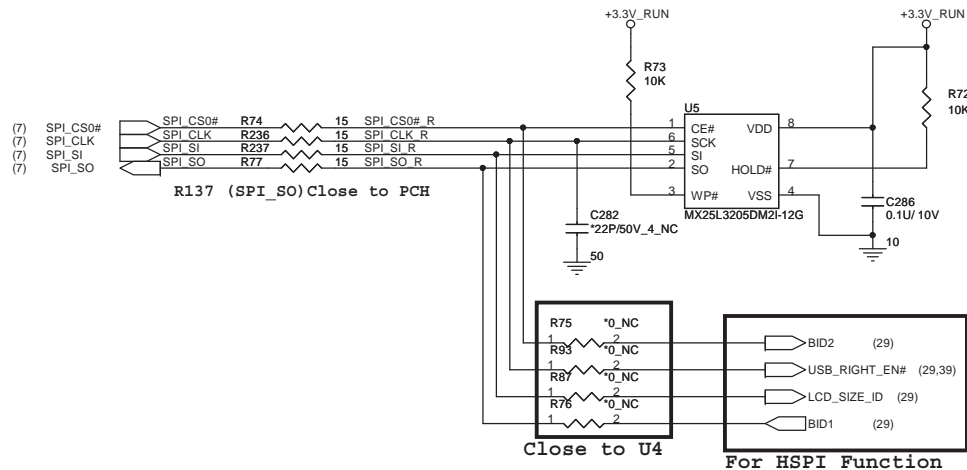 +3.3V_RUN +3.3V_RUN
R73
10K
R72
10K
U5
(7) SPI_CS0# SPI_CS0# R74 15 SPI_CS0#_R 1 CE# VDD 8
(7) SPI_CLK SPI_CLK R236 15 SPI_CLK_R 6 SCK
(7) SPI_SI SPI_SI R237 15 SPI_SI_R 5 SI
(7) SPI_SO SPI_SO R77 15 SPI_SO_R 2 SO HOLD# 7
R137 (SPI_SO)Close to PCH
3 WP# VSS 4
MX25L3205DM2I-12G
C286
0.1U/ 10V
C282
*22P/50V_4_NC
10
50
R75 *0_NC
1 2 BID2 (29)
R93 *0_NC
1 2 USB_RIGHT_EN# (29,39)
R87 *0_NC
1 2 LCD_SIZE_ID (29)
R76 *0_NC
1 2 BID1 (29)
Close to U4
For HSPI Function